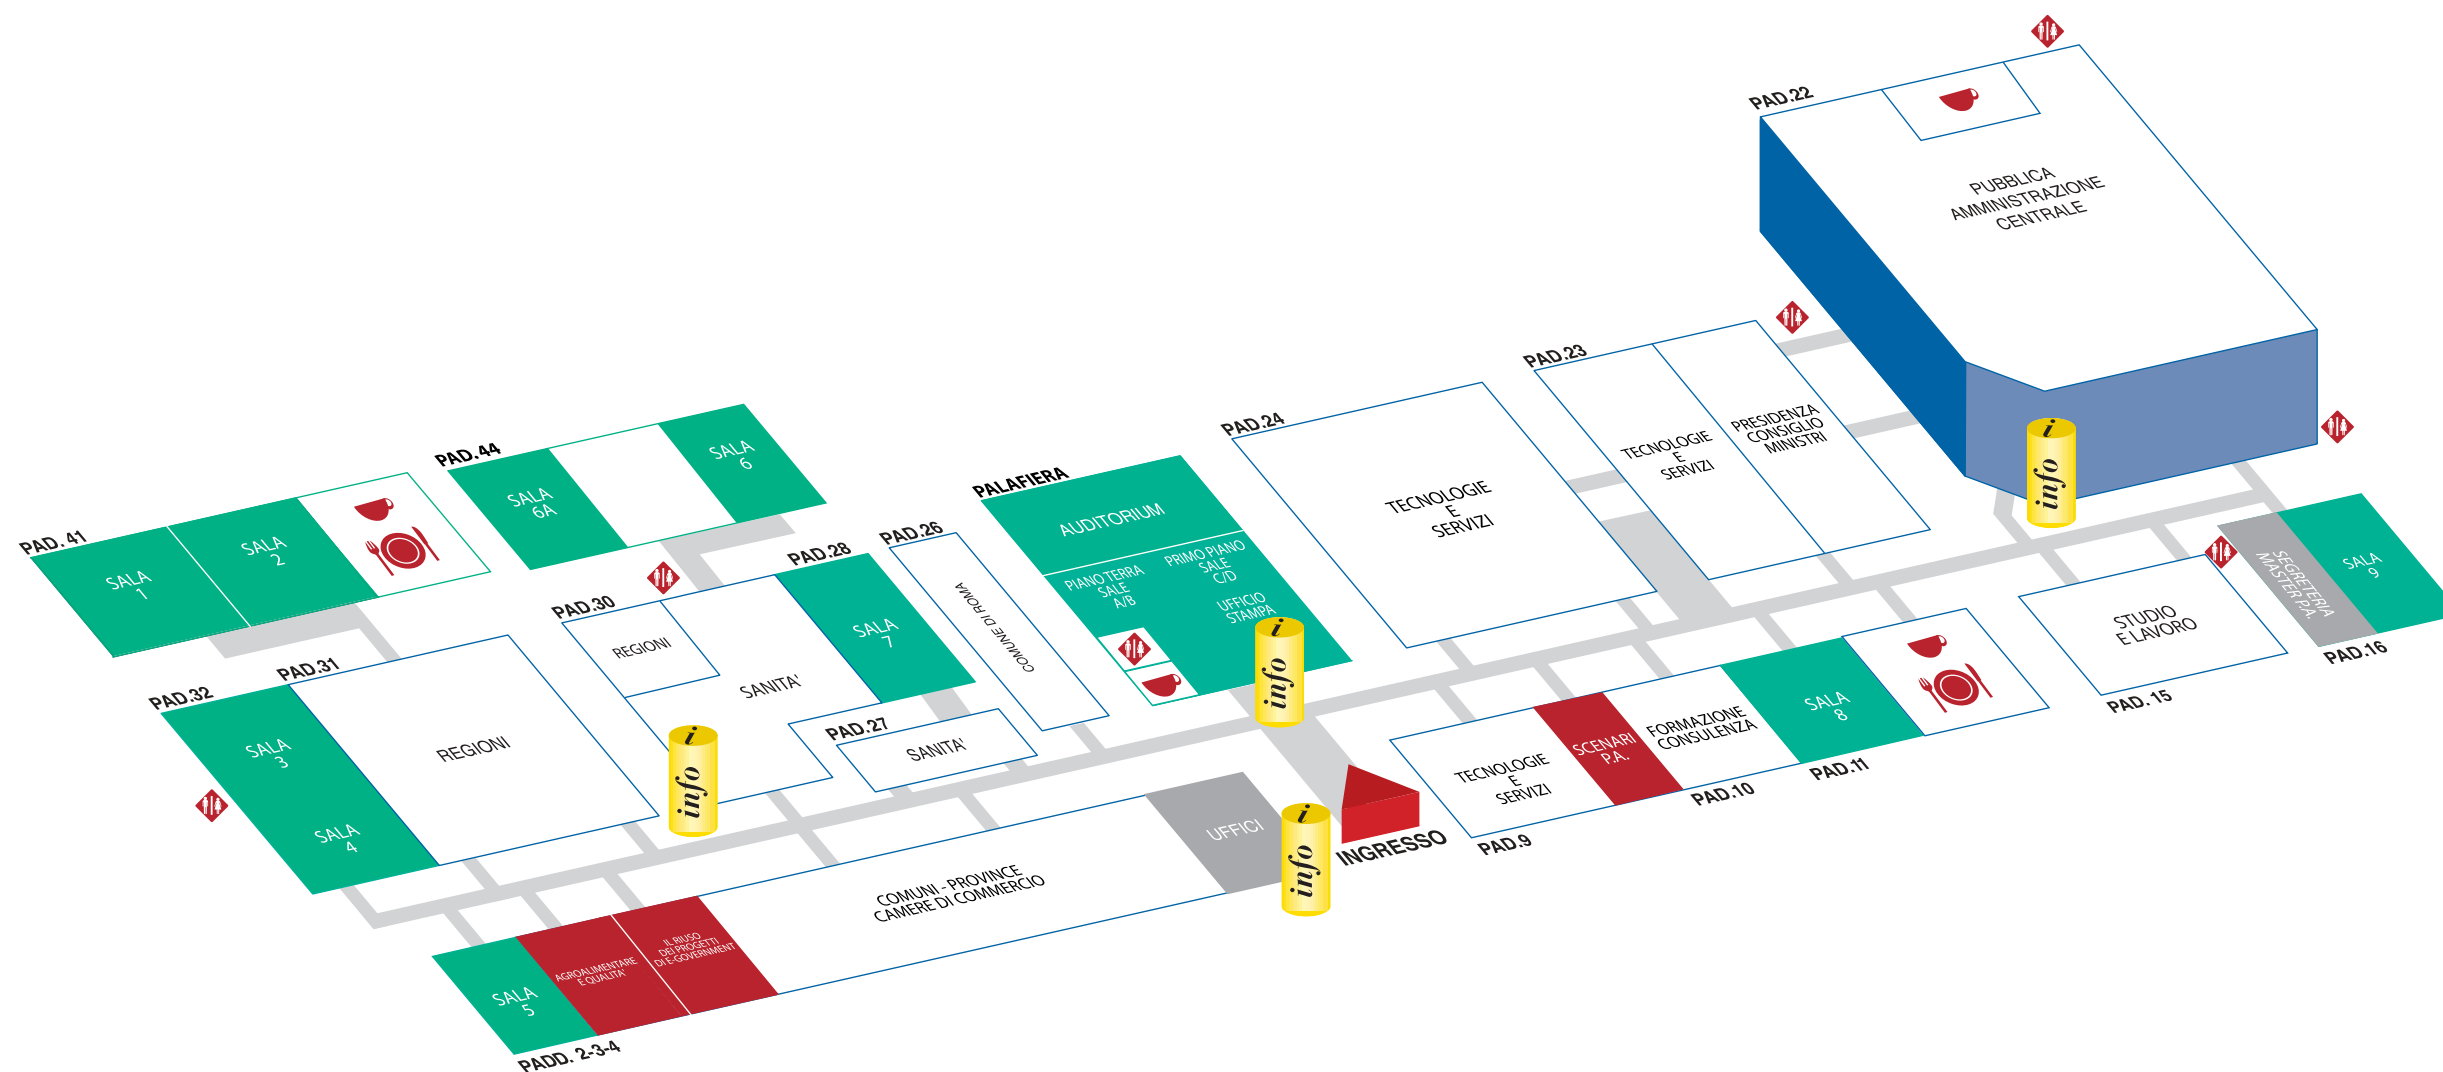 PAD.22
PUBBLICA
AMMINISTRAZIONE
CENTRALE
PAD.23
TECNOLOGIE
E
SERVIZI
PRESIDENZA
CONSIGLIO
MINISTRI
PAD.24
TECNOLOGIE
E
SERVIZI
PAD. 41
SALA
1
SALA
2
PAD.44
SALA
6A
SALA
6
PALAFIERA
AUDITORIUM
PIANO TERRA
SALE
A/B
PRIMO PIANO
SALE
C/D
UFFICIO
STAMPA
PAD.26
COMUNE DI ROMA
PAD.28
SALA
7
PAD.30
REGIONI
SANITA'
PAD.27
SANITA'
PAD.31
REGIONI
PAD.32
SALA
3
SALA
4
i
info
i
info
i
info
i
info
SEGRETERIA
MASTER P.A.
SALA
9
PAD.16
STUDIO
E LAVORO
PAD. 15
SALA
8
PAD.11
FORMAZIONE
CONSULENZA
PAD.10
SCENARI
P.A.
TECNOLOGIE
E
SERVIZI
PAD.9
INGRESSO
UFFICI
COMUNI - PROVINCE
CAMERE DI COMMERCIO
IL RIUSO
DEI PROGETTI
DI E-GOVERNMENT
AGROALIMENTARE
E QUALITA'
SALA
5
PADD. 2-3-4